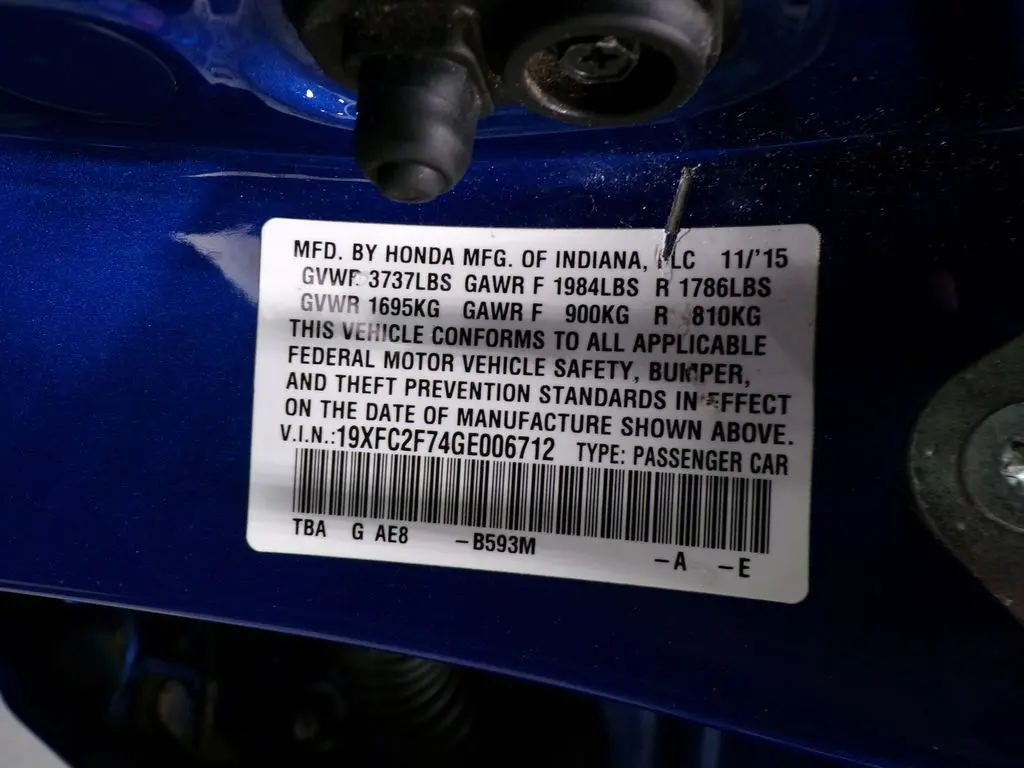 MFD. BY HONDA MFG. OF INDIANA, LLC 11/'15
GVWR 3737LBS GAWR F 1984LBS R 1786LBS
GVWR 1695KG GAWR F 900KG R 810KG
THIS VEHICLE CONFORMS TO ALL APPLICABLE
FEDERAL MOTOR VEHICLE SAFETY, BUMPER,
AND THEFT PREVENTION STANDARDS IN EFFECT
ON THE DATE OF MANUFACTURE SHOWN ABOVE.
V.I.N.:19XFC2F74GE006712 TYPE: PASSENGER CAR
TBA G AE8 –B593M –A –E